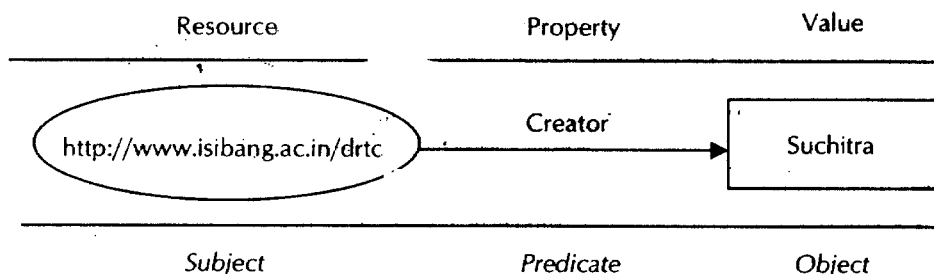 Resource Property Value
Creator
http://www.isibang.ac.in/drtc Suchitra
Subject Predicate Object